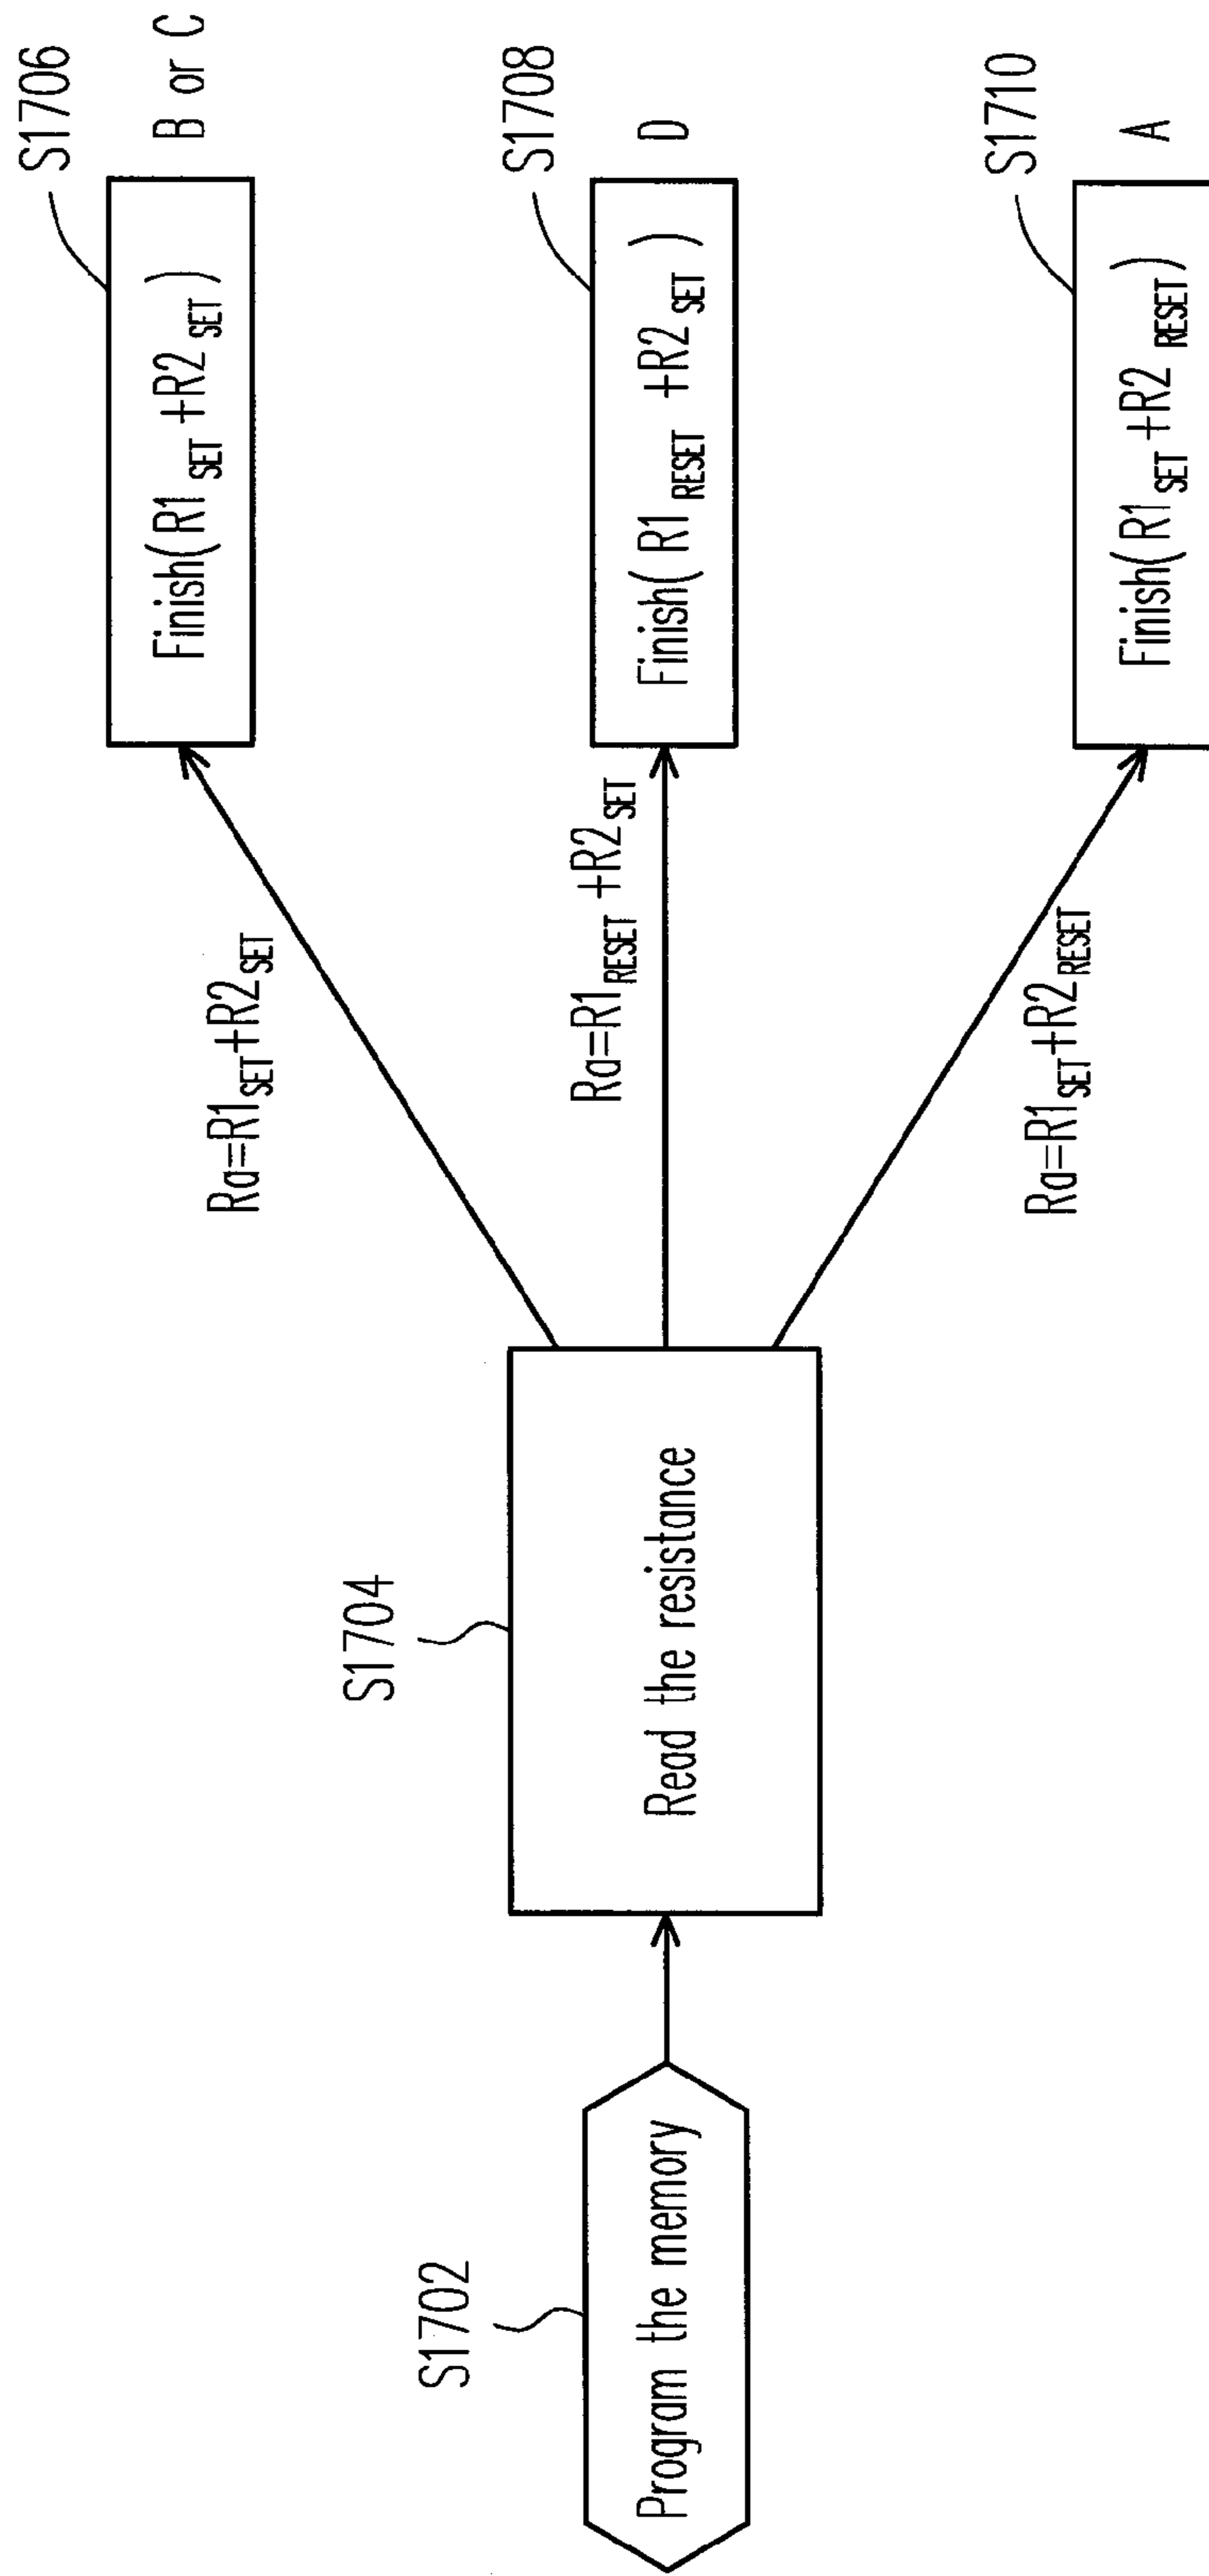 S1702
Program the memory
S1704
Read the resistance
Ra=R1SET+R2SET
Ra=R1RESET+R2SET
Ra=R1SET+R2RESET
S1706
Finish(R1SET+R2SET)
B or C
S1708
Finish(R1RESET+R2SET)
D
S1710
Finish(R1SET+R2RESET)
A